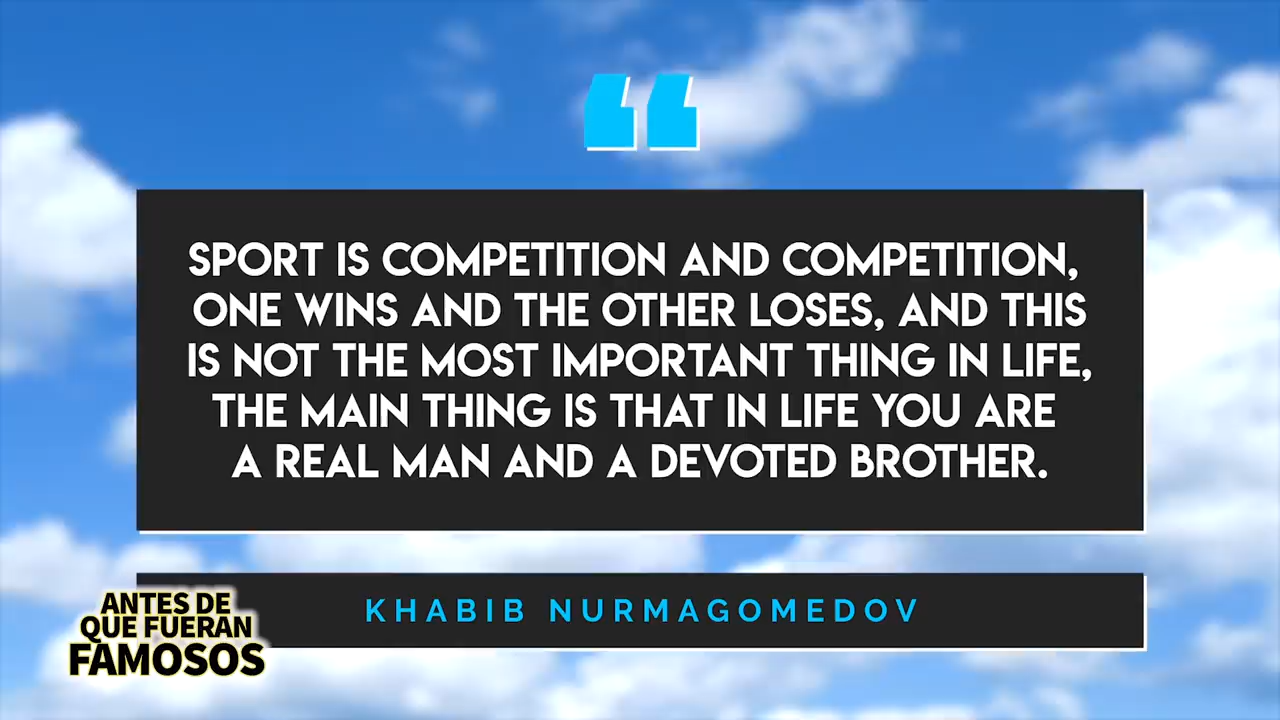 SPORT IS COMPETITION AND COMPETITION,
ONE WINS AND THE OTHER LOSES, AND THIS
IS NOT THE MOST IMPORTANT THING IN LIFE,
THE MAIN THING IS THAT IN LIFE YOU ARE
A REAL MAN AND A DEVOTED BROTHER.
KHABIB NURMAGOMEDOV
ANTES DE
QUE FUERAN
FAMOSOS